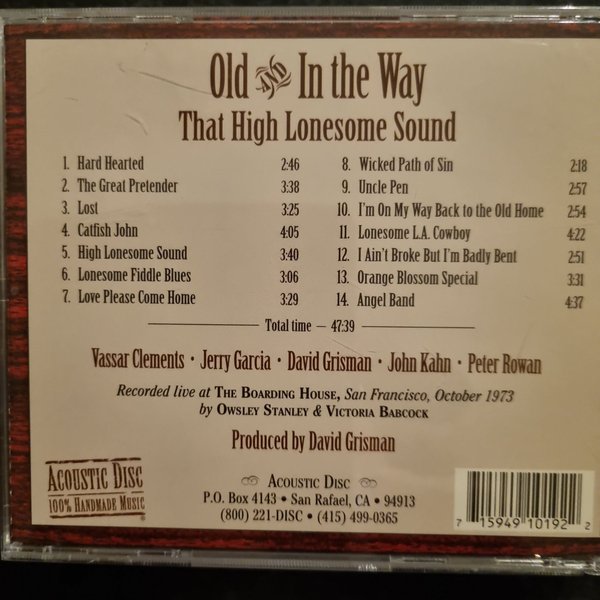 Old AND In the Way
That High Lonesome Sound
1. Hard Hearted 2:46
2. The Great Pretender 3:38
3. Lost 3:25
4. Catfish John 4:05
5. High Lonesome Sound 3:40
6. Lonesome Fiddle Blues 3:06
7. Love Please Come Home 3:29
8. Wicked Path of Sin 2:18
9. Uncle Pen 2:57
10. I'm On My Way Back to the Old Home 2:54
11. Lonesome L.A. Cowboy 4:22
12. I Ain't Broke But I'm Badly Bent 2:51
13. Orange Blossom Special 3:31
14. Angel Band 4:37
Total time – 47:39
Vassar Clements • Jerry Garcia • David Grisman • John Kahn • Peter Rowan
Recorded live at THE BOARDING HOUSE, San Francisco, October 1973
by OWSLEY STANLEY & VICTORIA BABCOCK
Produced by David Grisman
ACOUSTIC DISC
100% HANDMADE MUSIC
®
ACOUSTIC DISC
P.O. Box 4143 • San Rafael, CA • 94913
(800) 221-DISC • (415) 499-0365
7 15949 10192 2